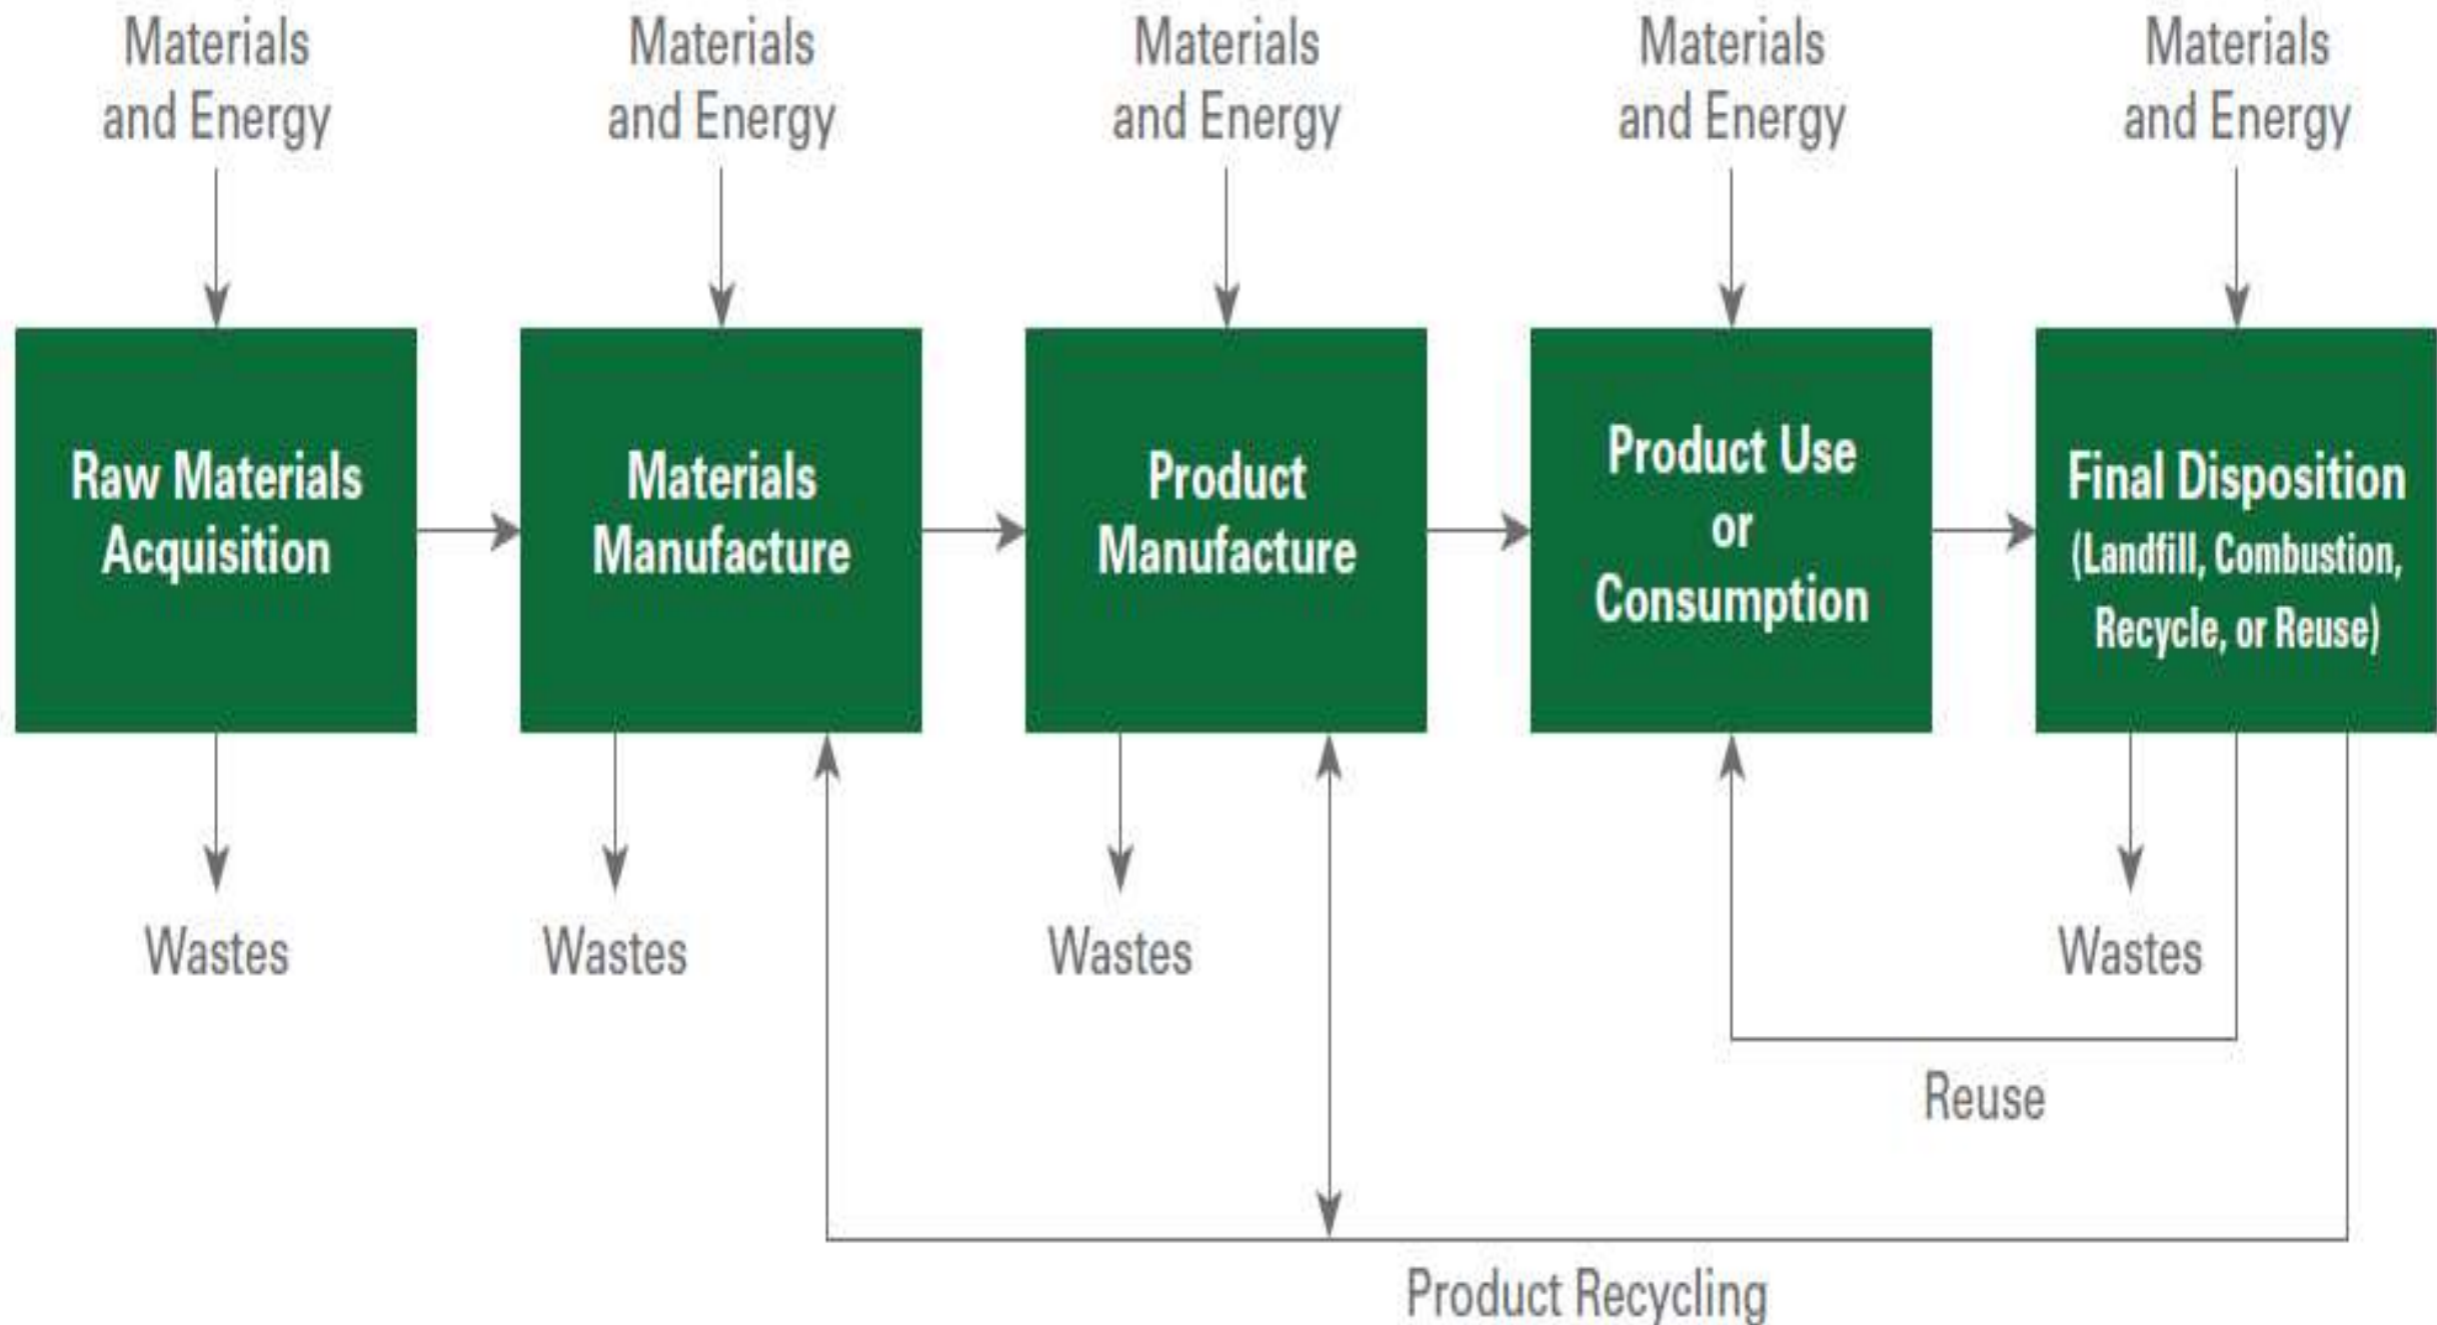 Materials
and Energy
Materials
and Energy
Materials
and Energy
Materials
and Energy
Materials
and Energy
Raw Materials
Acquisition
Materials
Manufacture
Product
Manufacture
Product Use
or
Consumption
Final Disposition
(Landfill, Combustion,
Recycle, or Reuse)
Wastes
Wastes
Wastes
Wastes
Reuse
Product Recycling